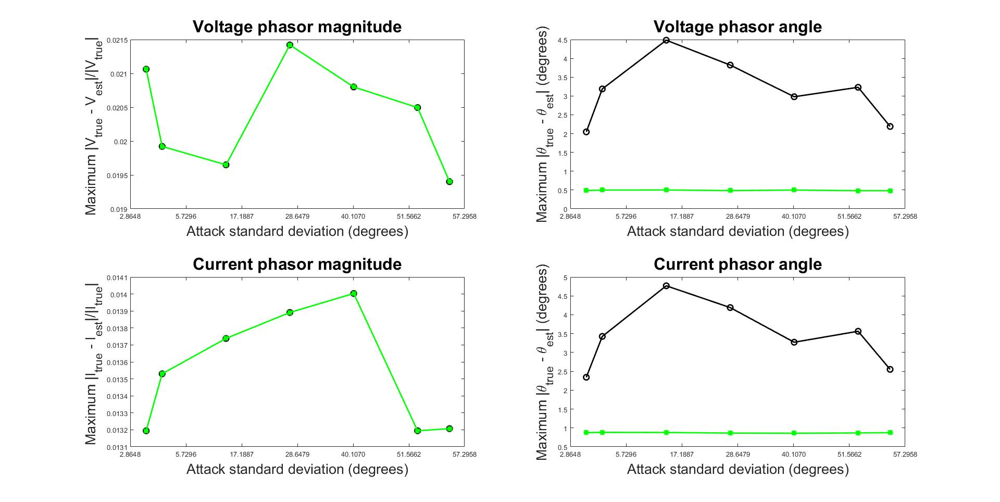 Voltage phasor magnitude
Maximum |V_true - V_est|/|V_true|
0.0215
0.021
0.0205
0.02
0.0195
0.019
2.8648 5.7296 17.1887 28.6479 40.1070 51.5662 57.2958
Attack standard deviation (degrees)
Voltage phasor angle
Maximum |θ_true - θ_est| (degrees)
4.5
4
3.5
3
2.5
2
1.5
1
0.5
0
2.8648 5.7296 17.1887 28.6479 40.1070 51.5662 57.2958
Attack standard deviation (degrees)
Current phasor magnitude
Maximum ||I_true - I_est|/||I_true|
0.0141
0.014
0.0139
0.0138
0.0137
0.0136
0.0135
0.0134
0.0133
0.0132
0.0131
2.8648 5.7296 17.1887 28.6479 40.1070 51.5662 57.2958
Attack standard deviation (degrees)
Current phasor angle
Maximum |θ_true - θ_est| (degrees)
5
4.5
4
3.5
3
2.5
2
1.5
1
0.5
2.8648 5.7296 17.1887 28.6479 40.1070 51.5662 57.2958
Attack standard deviation (degrees)